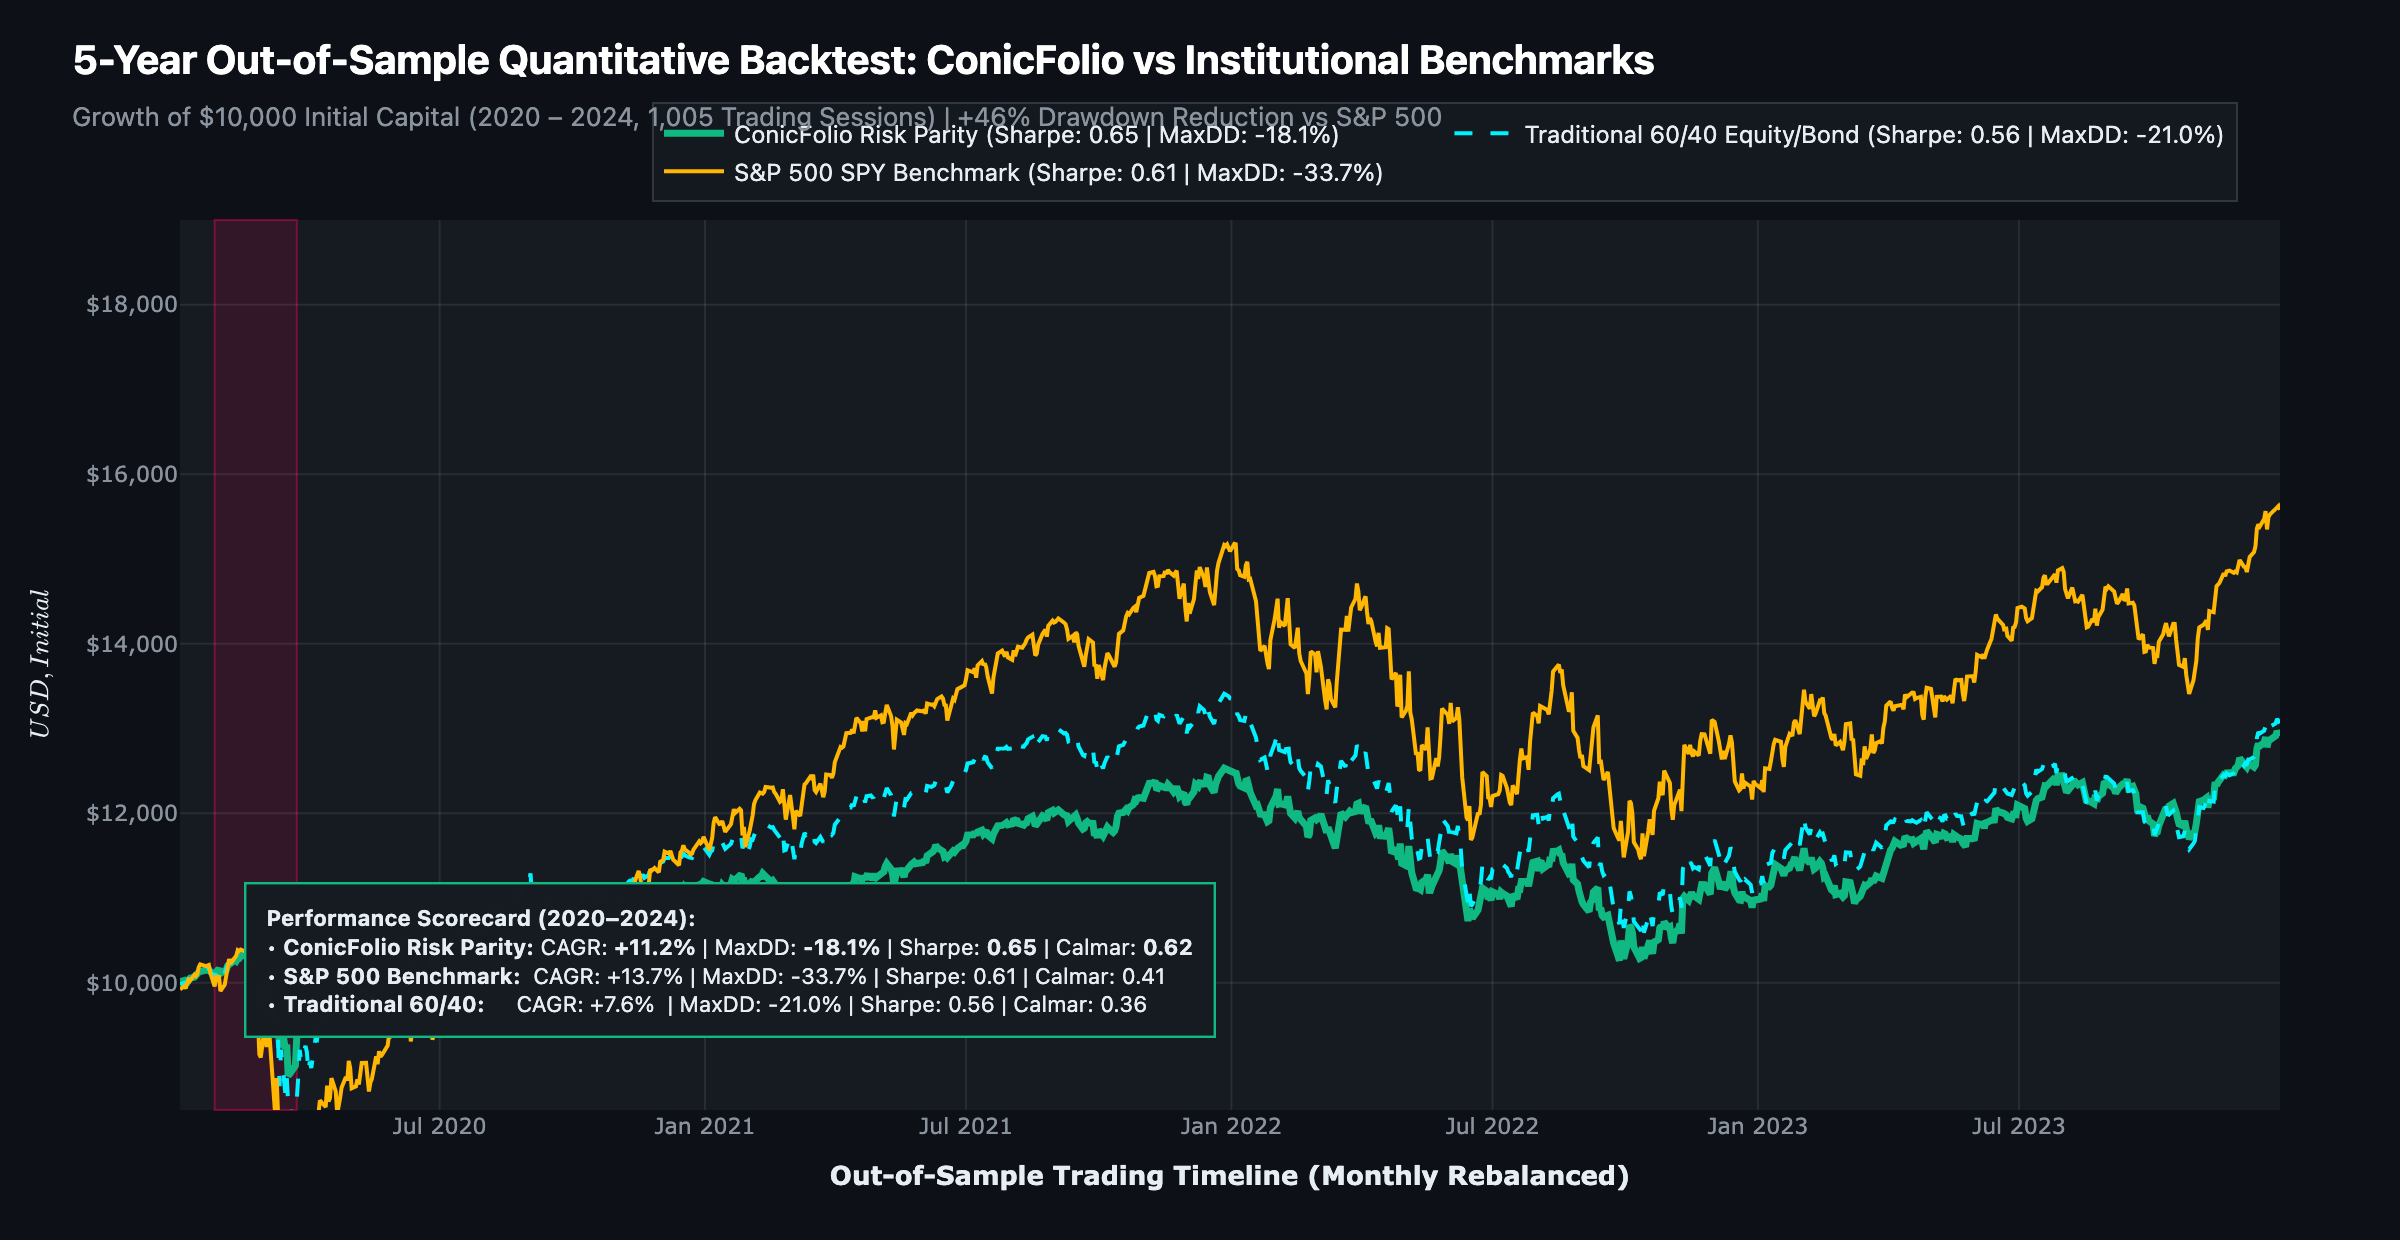 5-Year Out-of-Sample Quantitative Backtest: ConicFolio vs Institutional Benchmarks
Growth of $10,000 Initial Capital (2020 – 2024, 1,005 Trading Sessions) | +46% Drawdown Reduction vs S&P 500
ConicFolio Risk Parity (Sharpe: 0.65 | MaxDD: -18.1%)
Traditional 60/40 Equity/Bond (Sharpe: 0.56 | MaxDD: -21.0%)
S&P 500 SPY Benchmark (Sharpe: 0.61 | MaxDD: -33.7%)
$18,000
$16,000
$14,000
$12,000
$10,000
USD, Initial
Performance Scorecard (2020–2024):
• ConicFolio Risk Parity: CAGR: +11.2% | MaxDD: -18.1% | Sharpe: 0.65 | Calmar: 0.62
• S&P 500 Benchmark: CAGR: +13.7% | MaxDD: -33.7% | Sharpe: 0.61 | Calmar: 0.41
• Traditional 60/40: CAGR: +7.6% | MaxDD: -21.0% | Sharpe: 0.56 | Calmar: 0.36
Jul 2020
Jan 2021
Jul 2021
Jan 2022
Jul 2022
Jan 2023
Jul 2023
Out-of-Sample Trading Timeline (Monthly Rebalanced)